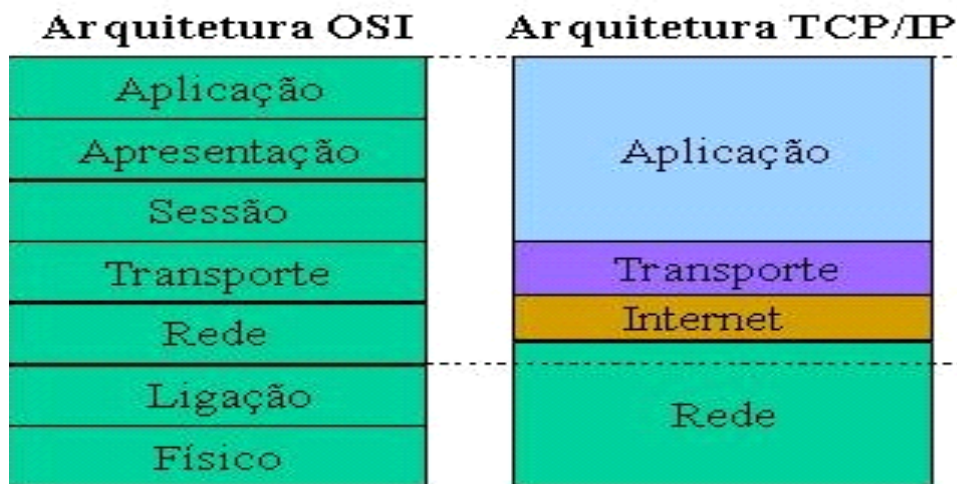 Arquitetura OSI
Aplicação
Apresentação
Sessão
Transporte
Rede
Ligação
Físico
Arquitetura TCP/IP
Aplicação
Transporte
Internet
Rede